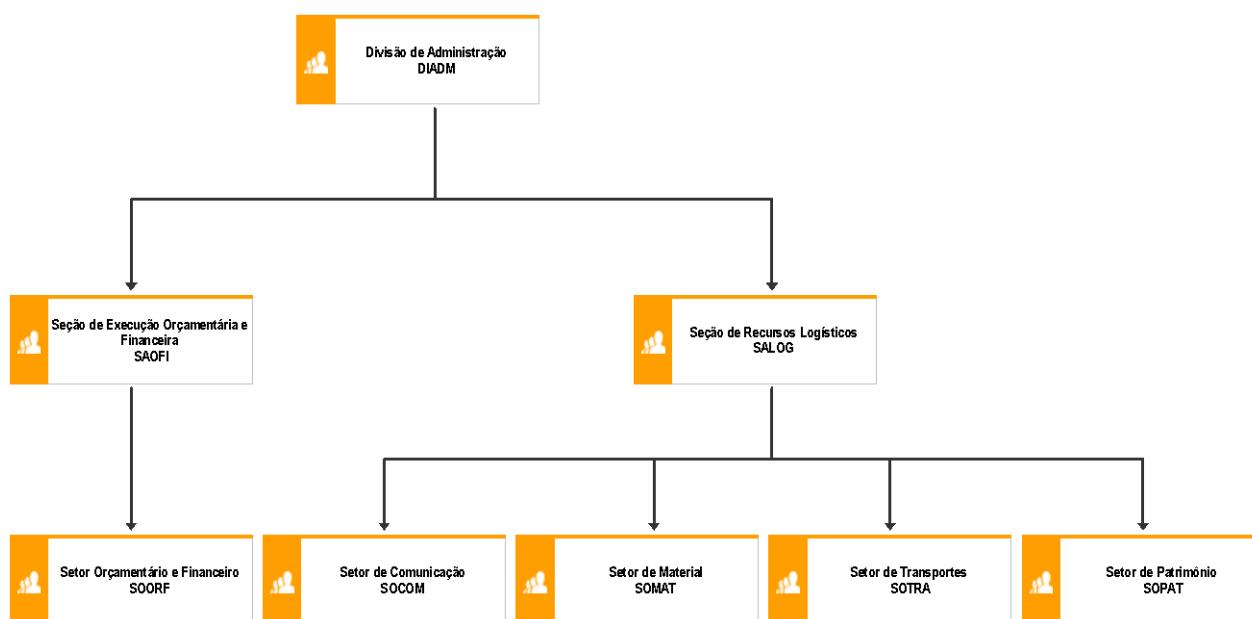 Divisão de Administração
DIADM
Seção de Execução Orçamentária e
Financeira
SAOFI
Seção de Recursos Logísticos
SALOG
Setor Orçamentário e Financeiro
SOORF
Setor de Comunicação
SOCOM
Setor de Material
SOMAT
Setor de Transportes
SOTRA
Setor de Patrimônio
SOPAT